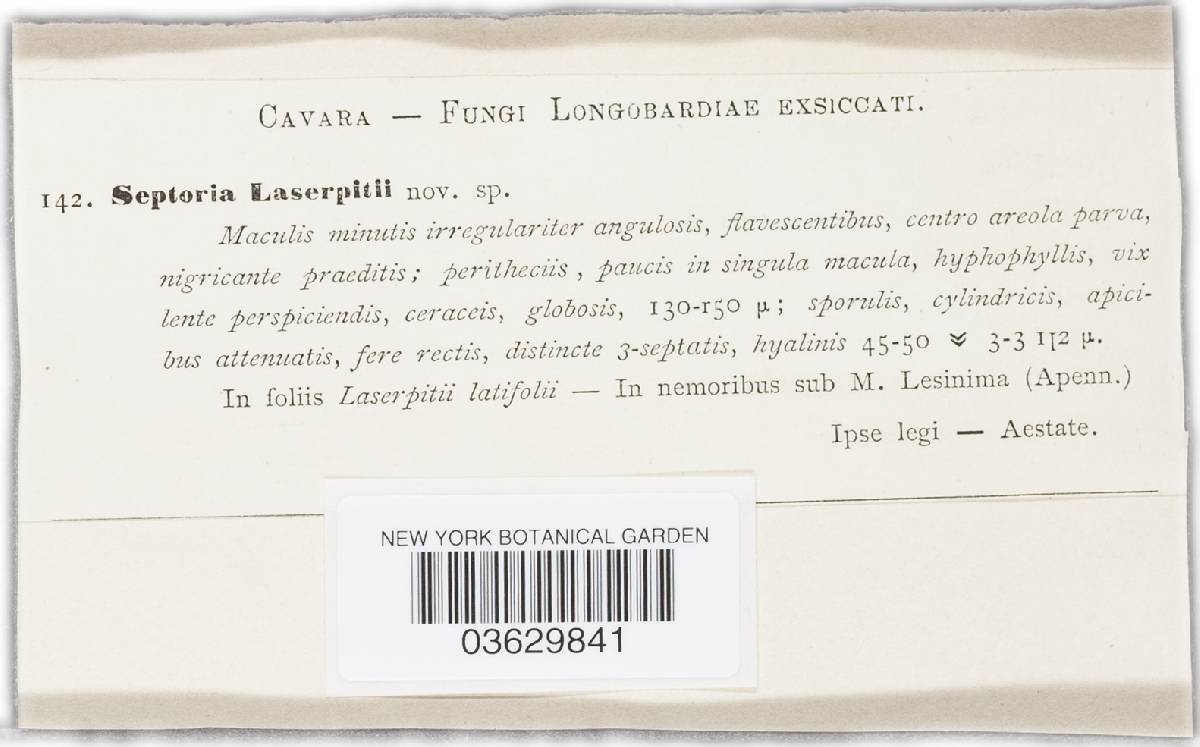 CAVARA — FUNGI LONGOBARDIAE EXSICCATI.
142. Septoria Laserpitii nov. sp.
Maculis minutis irregulariter angulosis, flavescentibus, centro areola parva,
nigricante praeditis; peritheciis, paucis in singula macula, hyphophyllis, vix
lente perspiciendis, ceraceis, globosis, 130-150 µ; sporulis, cylindricis, apici-
bus attenuatis, fere rectis, distincte 3-septatis, hyalinis 45-50 ≚ 3-3 1|2 µ.
In foliis Laserpitii latifolii — In nemoribus sub M. Lesinima (Apenn.)
Ipse legi — Aestate.
NEW YORK BOTANICAL GARDEN
03629841